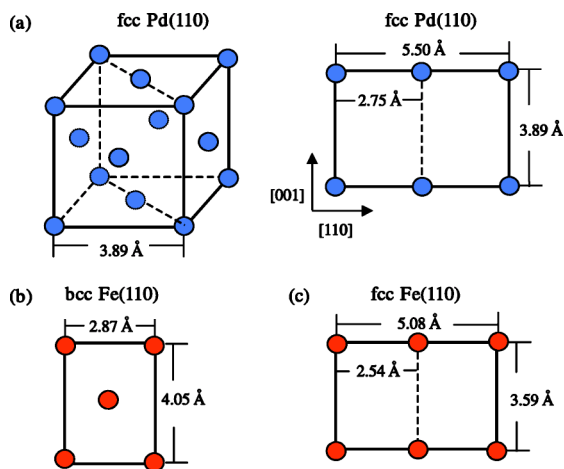 (a)
fcc Pd(110)
3.89 Å
fcc Pd(110)
5.50 Å
2.75 Å
3.89 Å
[001]
[110]
(b)
bcc Fe(110)
2.87 Å
4.05 Å
(c)
fcc Fe(110)
5.08 Å
2.54 Å
3.59 Å